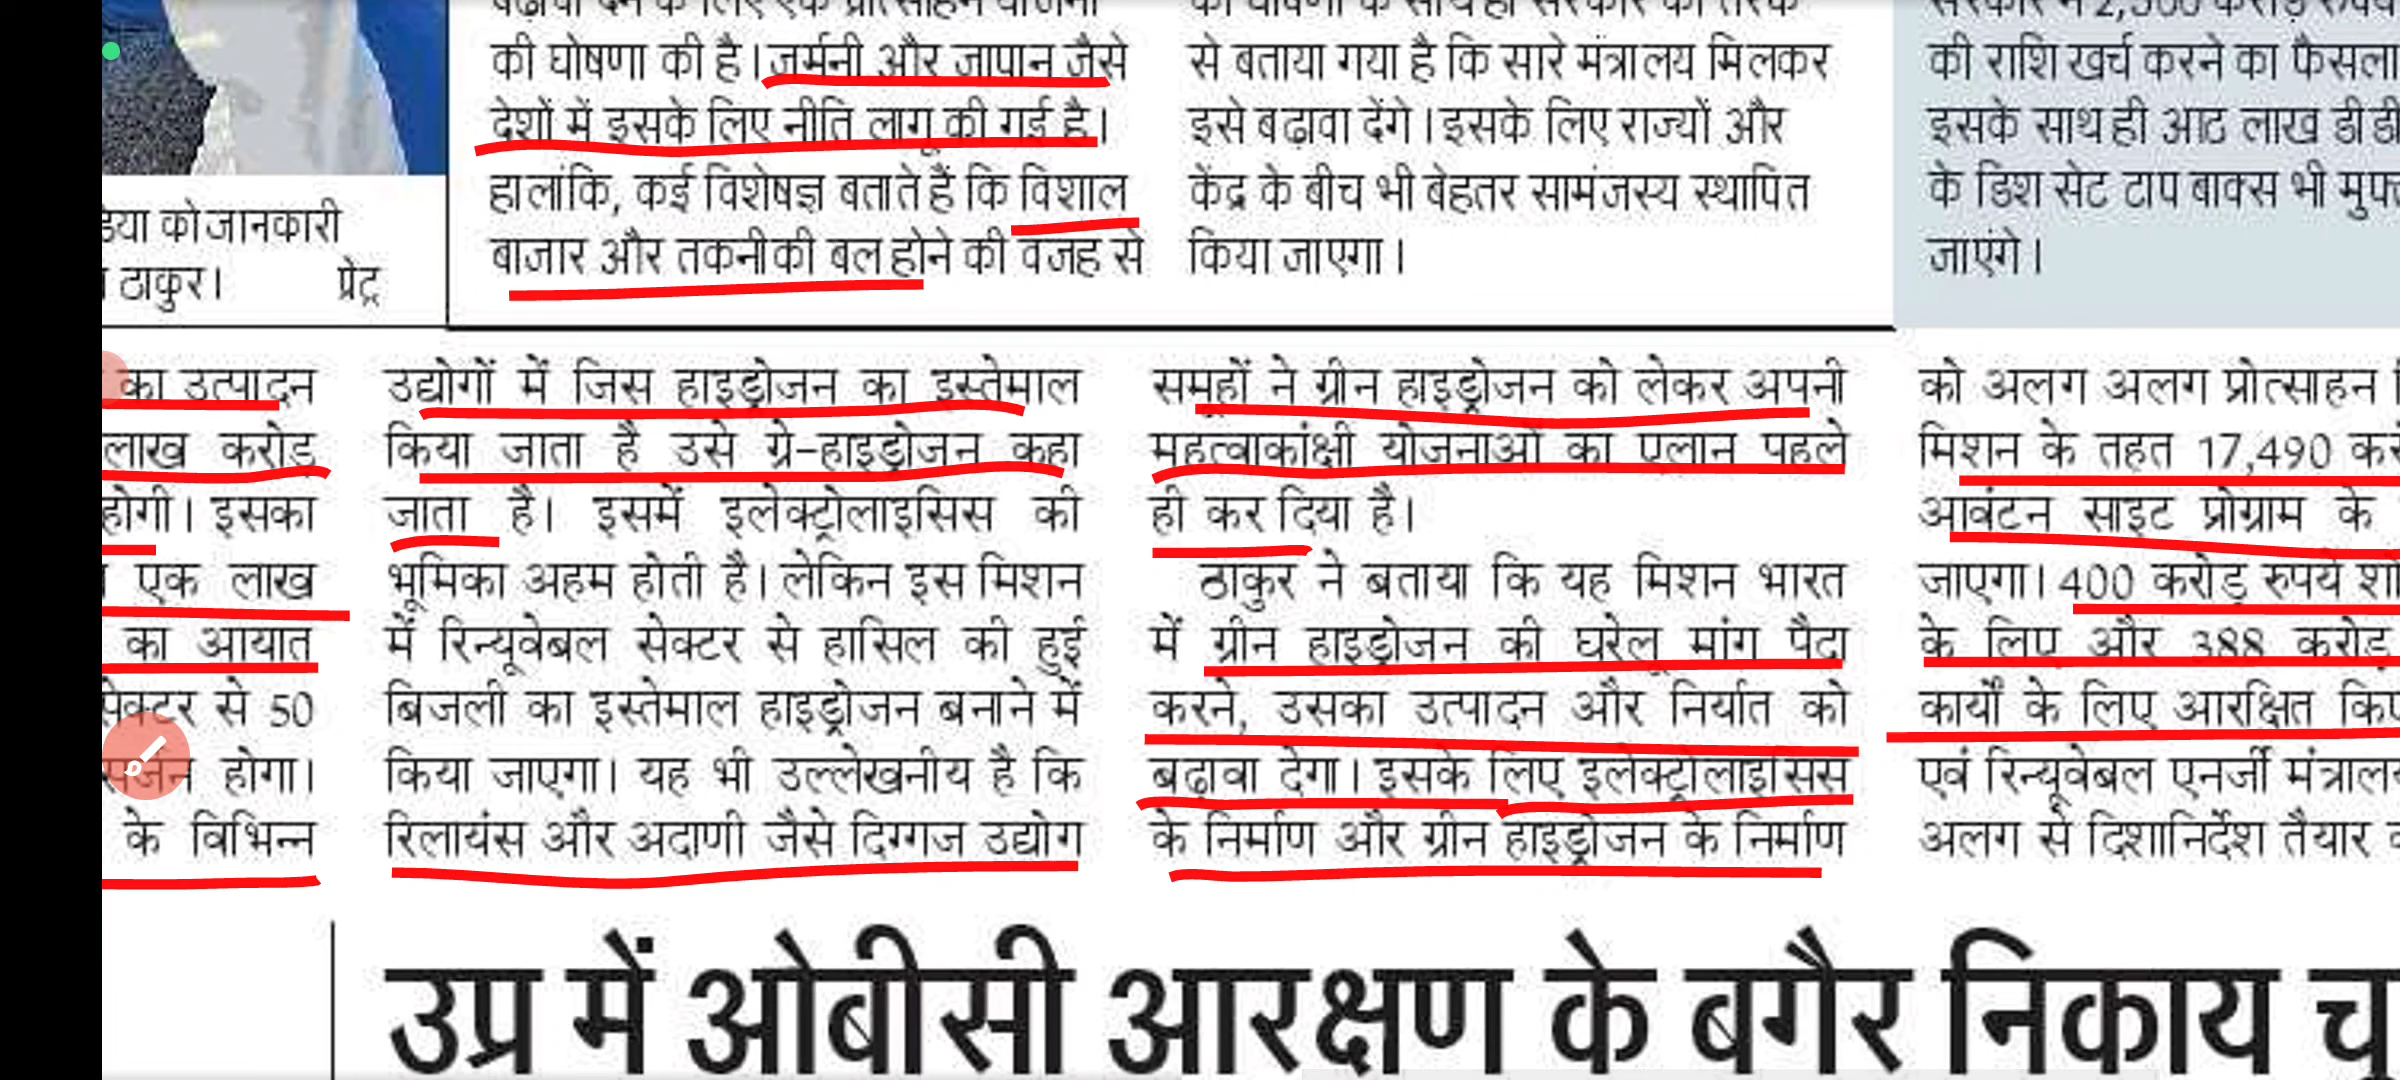 की घोषणा की है। जर्मनी और जापान जैसे
देशों में इसके लिए नीति लागू की गई है।
हालांकि, कई विशेषज्ञ बताते हैं कि विशाल
बाजार और तकनीकी बल होने की वजह से
से बताया गया है कि सारे मंत्रालय मिलकर
इसे बढ़ावा देंगे। इसके लिए राज्यों और
केंद्र के बीच भी बेहतर सामंजस्य स्थापित
किया जाएगा।
की राशि खर्च करने का फैसला
इसके साथ ही आठ लाख डीडी
के डिश सेट टाप बाक्स भी
जाएंगे।
को जानकारी
ठाकुर। प्रेट्र
का उत्पादन
लाख करोड़
होगी। इसका
एक लाख
का आयात
सेक्टर से 50
होगा।
के विभिन्न
उद्योगों में जिस हाइड्रोजन का इस्तेमाल
किया जाता है उसे ग्रे-हाइड्रोजन कहा
जाता है। इसमें इलेक्ट्रोलाइसिस की
भूमिका अहम होती है। लेकिन इस मिशन
में रिन्यूवेबल सेक्टर से हासिल की हुई
बिजली का इस्तेमाल हाइड्रोजन बनाने में
किया जाएगा। यह भी उल्लेखनीय है कि
रिलायंस और अदाणी जैसे दिग्गज उद्योग
समूहों ने ग्रीन हाइड्रोजन को लेकर अपनी
महत्वाकांक्षी योजनाओं का एलान पहले
ही कर दिया है।
ठाकुर ने बताया कि यह मिशन भारत
में ग्रीन हाइड्रोजन की घरेलू मांग पैदा
करने, उसका उत्पादन और निर्यात को
बढ़ावा देगा। इसके लिए इलेक्ट्रोलाइसिस
के निर्माण और ग्रीन हाइड्रोजन के निर्माण
को अलग अलग प्रोत्साहन
मिशन के तहत 17,490
आवंटन साइट प्रोग्राम के
जाएगा। 400 करोड़ रुपये
के लिए और 388 करोड़
कार्यों के लिए आरक्षित
एवं रिन्यूवेबल एनर्जी
अलग से दिशानिर्देश तैयार
उप्र में ओबीसी आरक्षण के बगैर निकाय